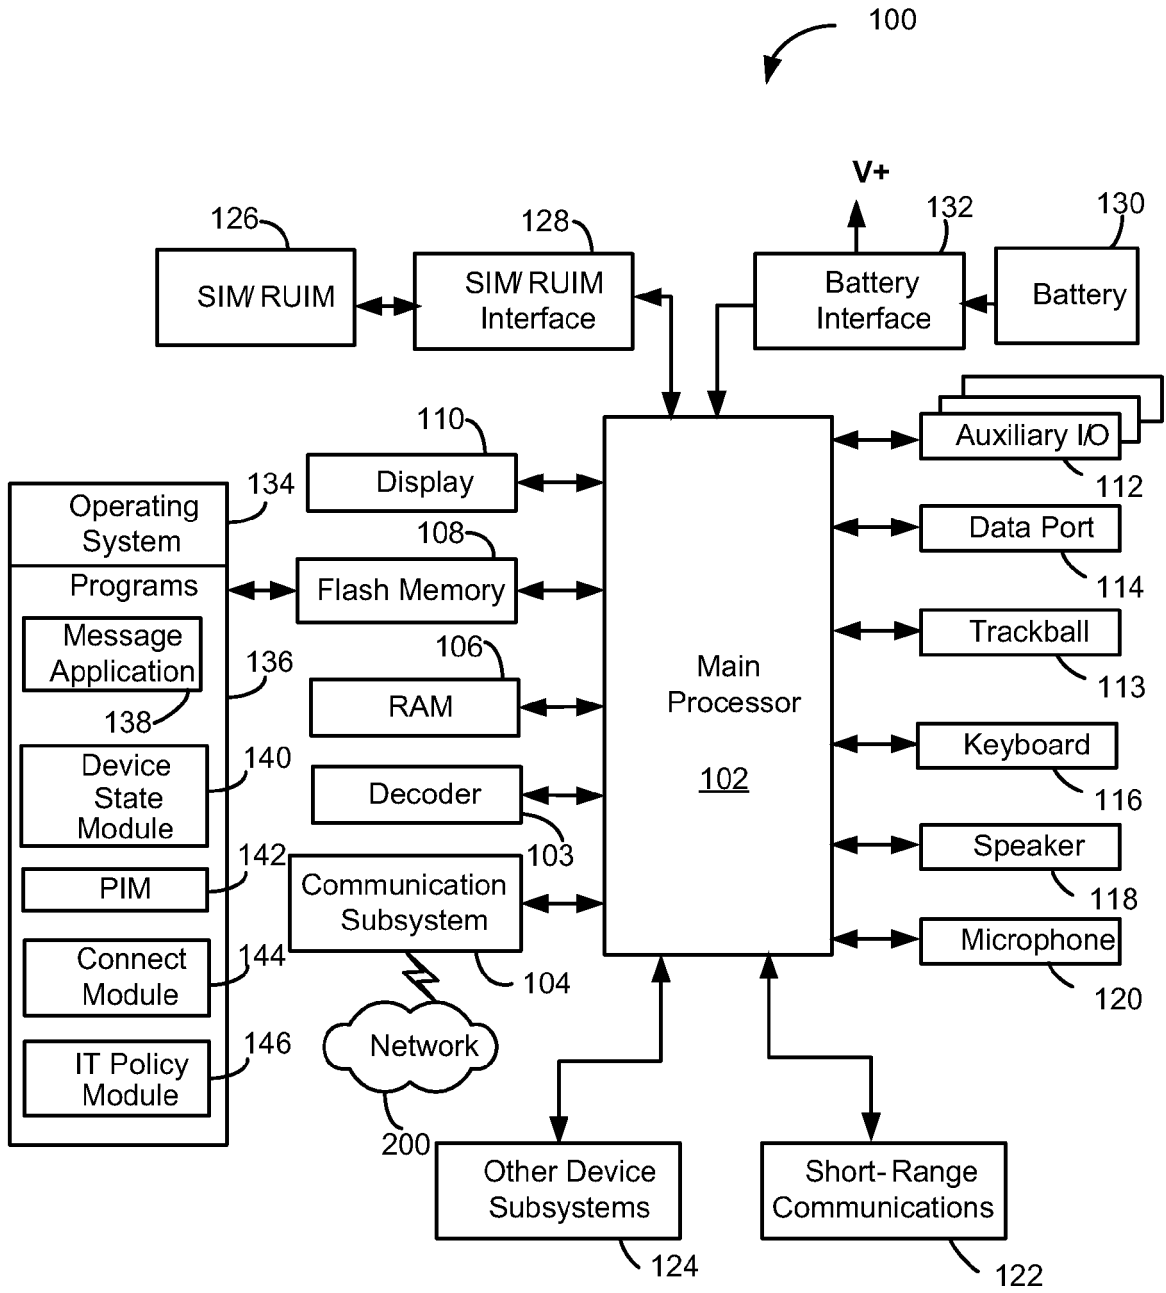 100
V+
126
128
132
130
SIM/RUIM
SIM/RUIM
Interface
Battery
Interface
Battery
110
Auxiliary I/O
112
Display
134
Operating
System
108
Data Port
114
Programs
Flash Memory
Message
Application
138
136
106
RAM
Main
Processor
102
Trackball
113
140
Device
State
Module
Decoder
103
Keyboard
116
142
PIM
Communication
Subsystem
104
Speaker
118
144
Connect
Module
Microphone
120
146
IT Policy
Module
Network
200
Other Device
Subsystems
124
Short-Range
Communications
122